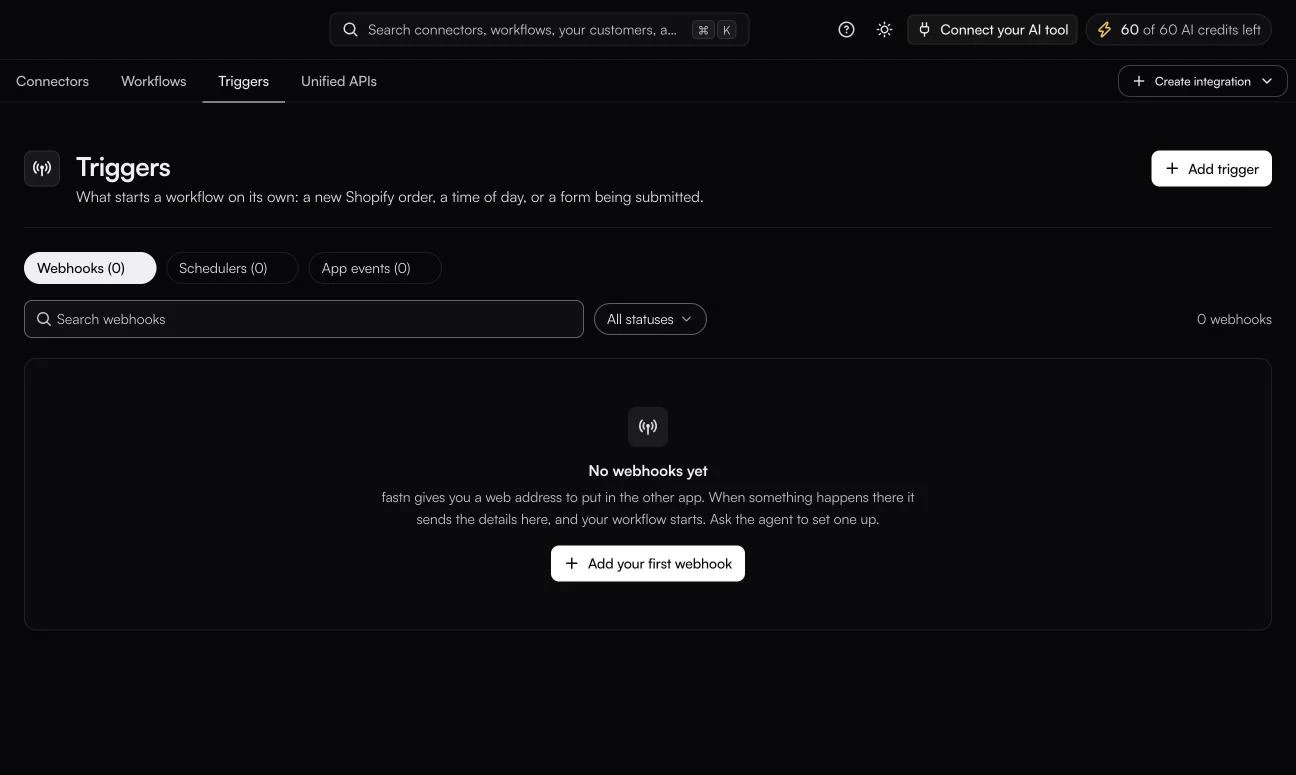 Search connectors, workflows, your customers, a... ⌘ K
Connect your AI tool
60 of 60 AI credits left
Connectors
Workflows
Triggers
Unified APIs
Create integration
Triggers
What starts a workflow on its own: a new Shopify order, a time of day, or a form being submitted.
Add trigger
Webhooks (0)
Schedulers (0)
App events (0)
Search webhooks
All statuses
0 webhooks
No webhooks yet
fastn gives you a web address to put in the other app. When something happens there it
sends the details here, and your workflow starts. Ask the agent to set one up.
Add your first webhook